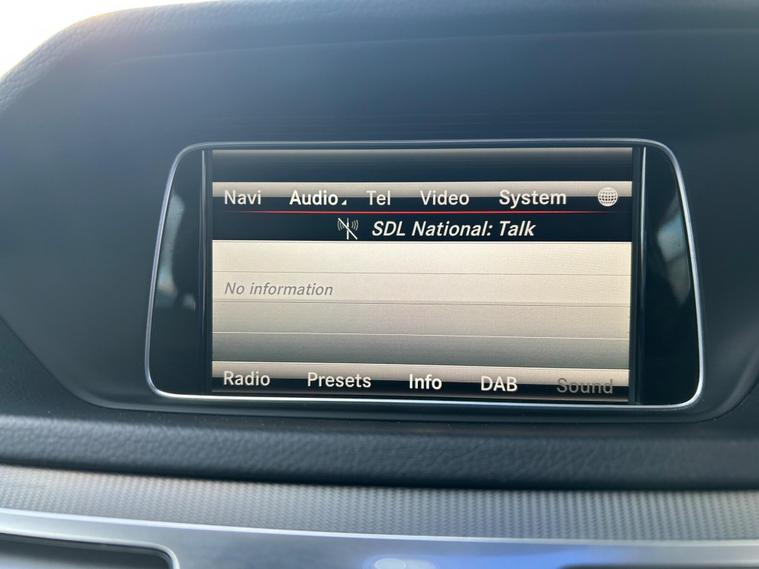 Navi Audio Tel Video System
SDL National: Talk
No information
Radio Presets Info DAB Sound